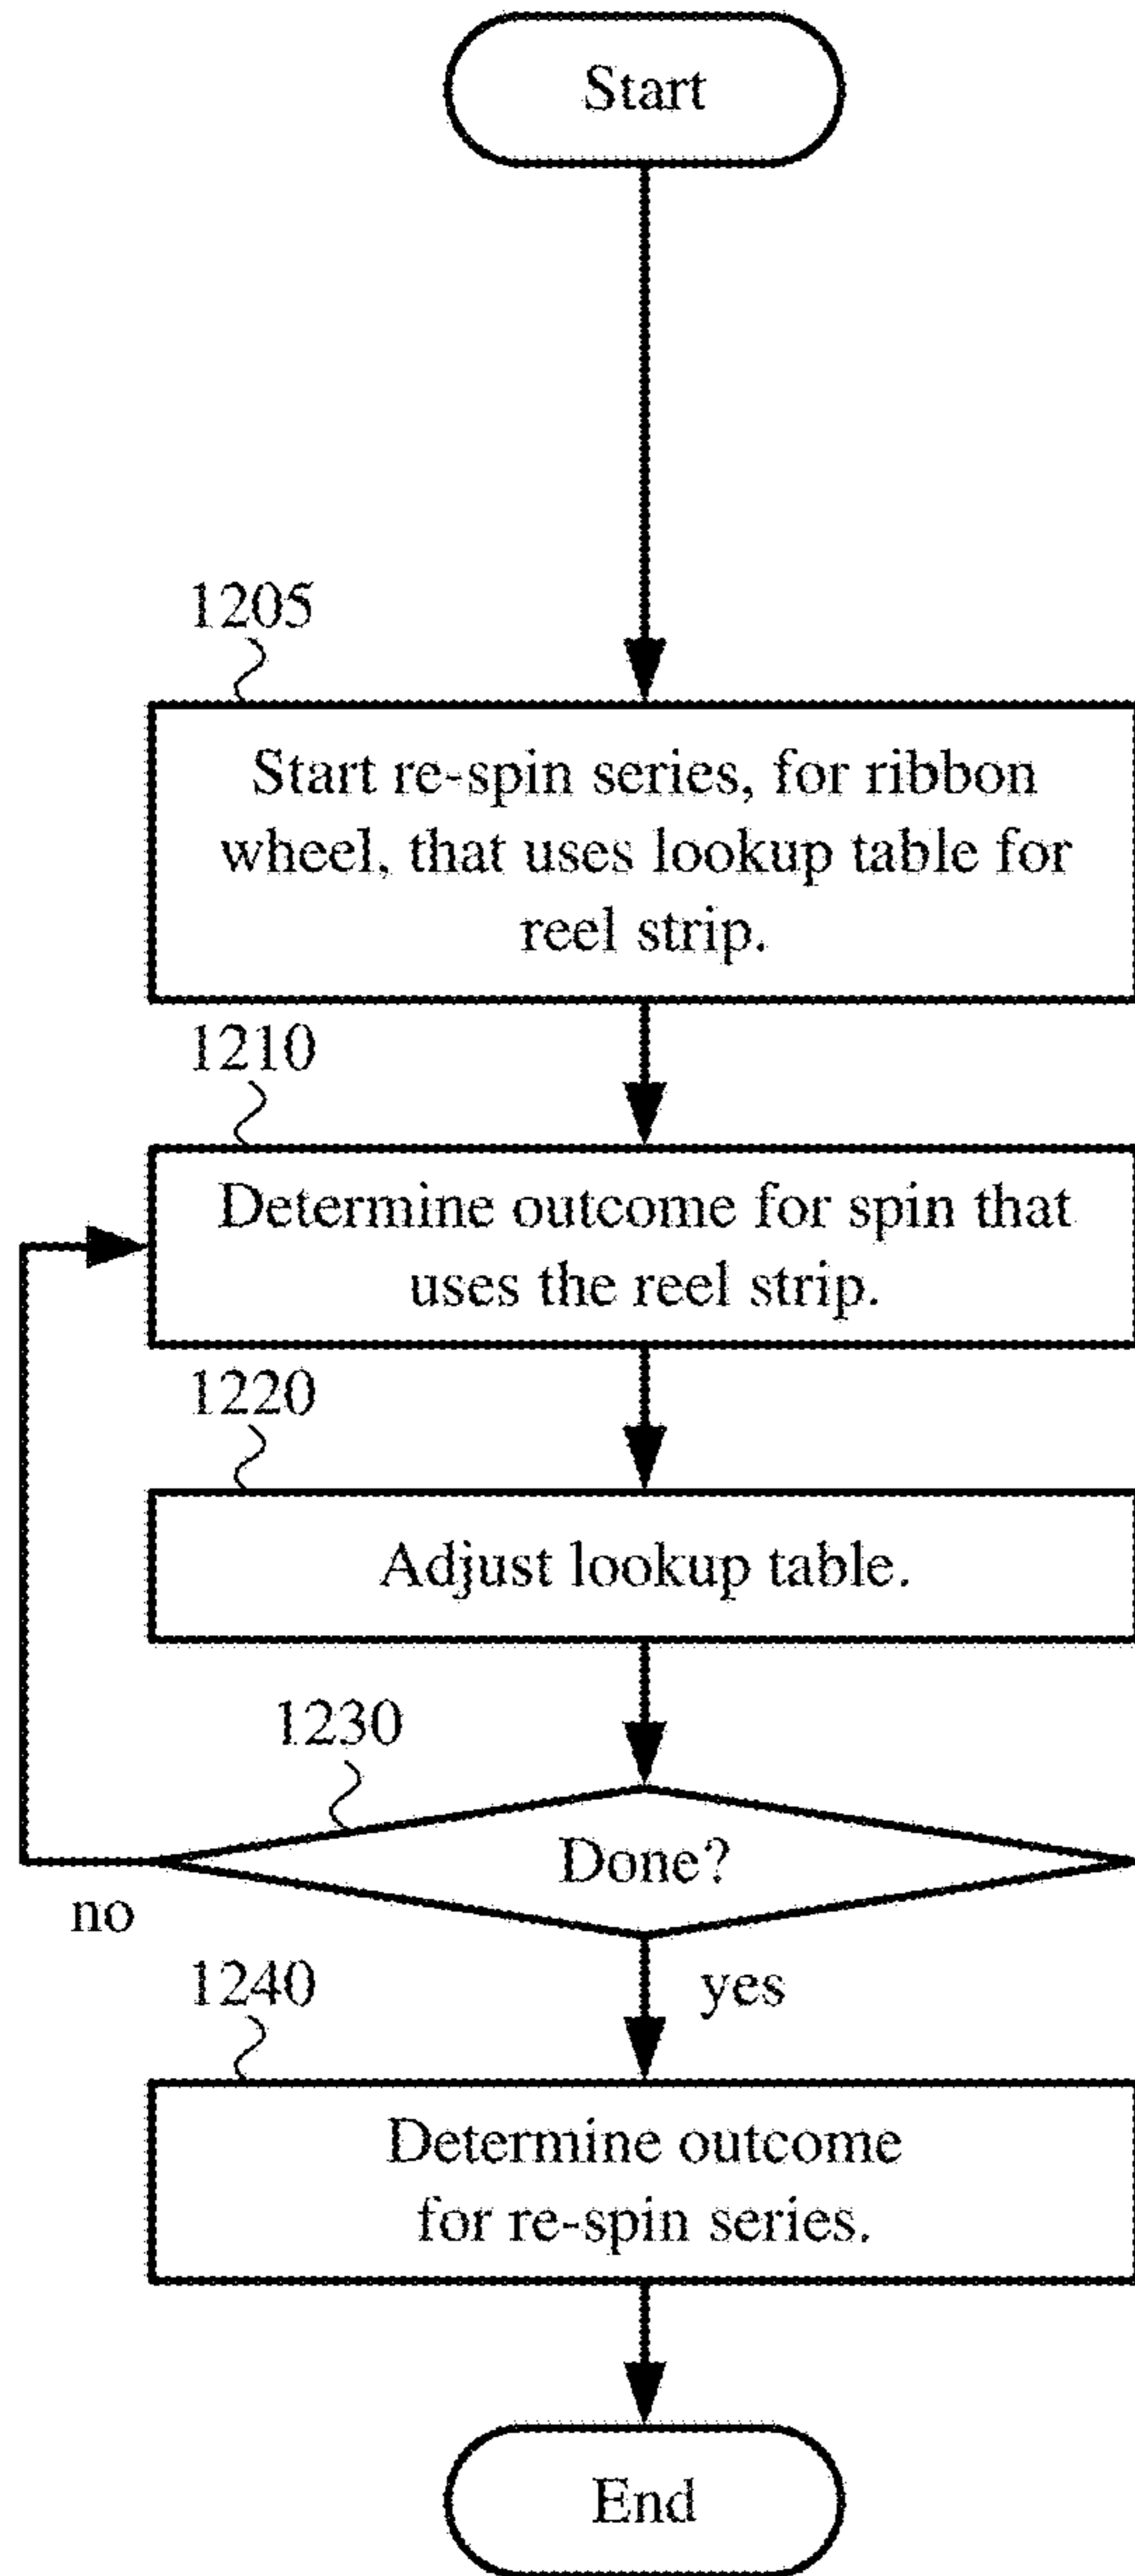 Start
1205
Start re-spin series, for ribbon
wheel, that uses lookup table for
reel strip.
1210
Determine outcome for spin that
uses the reel strip.
1220
Adjust lookup table.
1230
Done?
no
yes
1240
Determine outcome
for re-spin series.
End